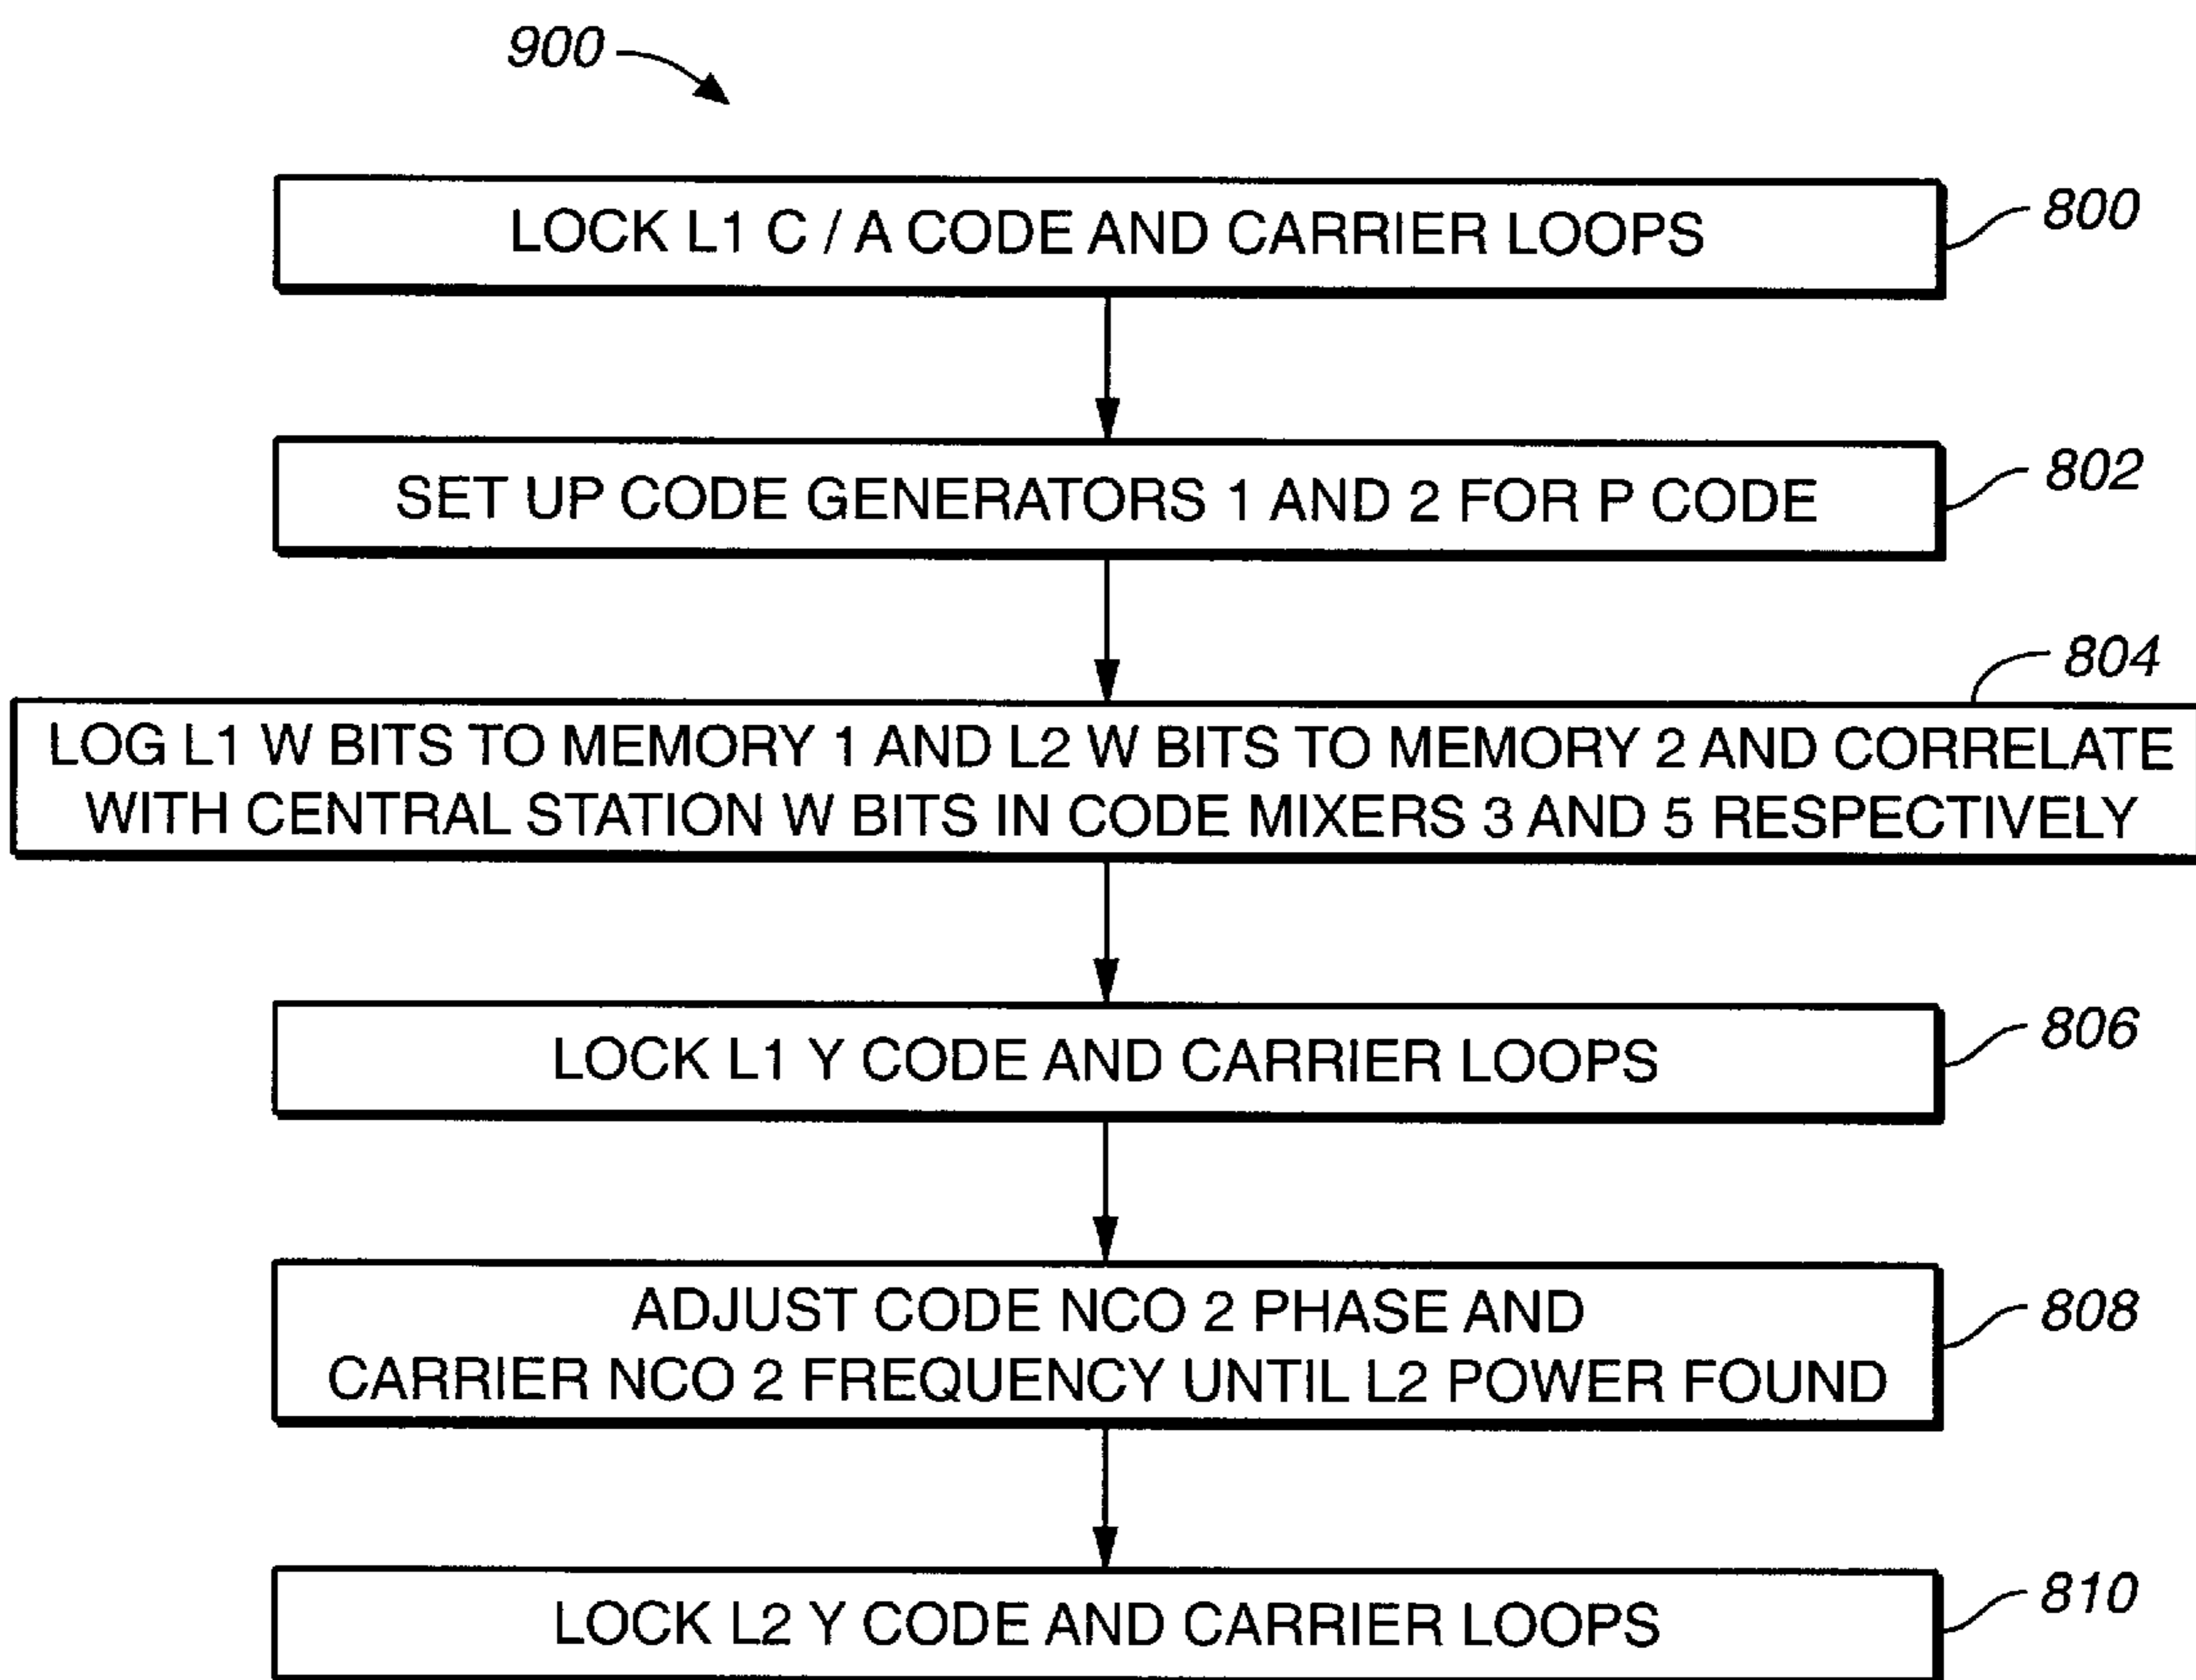 900
LOCK L1 C / A CODE AND CARRIER LOOPS
800
SET UP CODE GENERATORS 1 AND 2 FOR P CODE
802
804
LOG L1 W BITS TO MEMORY 1 AND L2 W BITS TO MEMORY 2 AND CORRELATE
WITH CENTRAL STATION W BITS IN CODE MIXERS 3 AND 5 RESPECTIVELY
LOCK L1 Y CODE AND CARRIER LOOPS
806
ADJUST CODE NCO 2 PHASE AND
CARRIER NCO 2 FREQUENCY UNTIL L2 POWER FOUND
808
LOCK L2 Y CODE AND CARRIER LOOPS
810